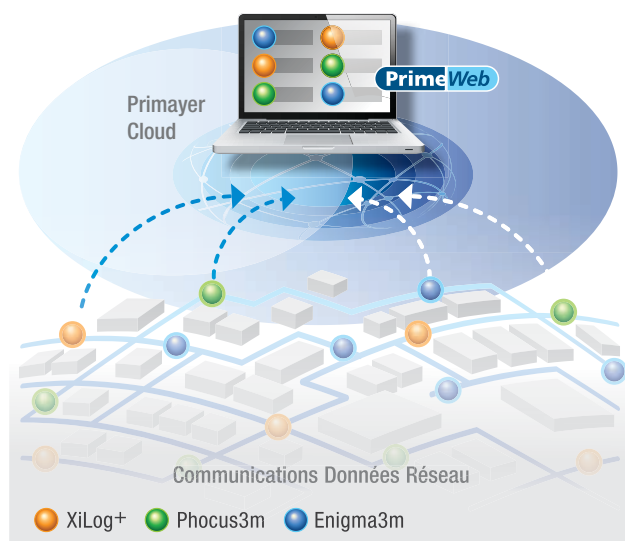 PrimeWeb
Primayer
Cloud
Communications Données Réseau
XiLog+
Phocus3m
Enigma3m